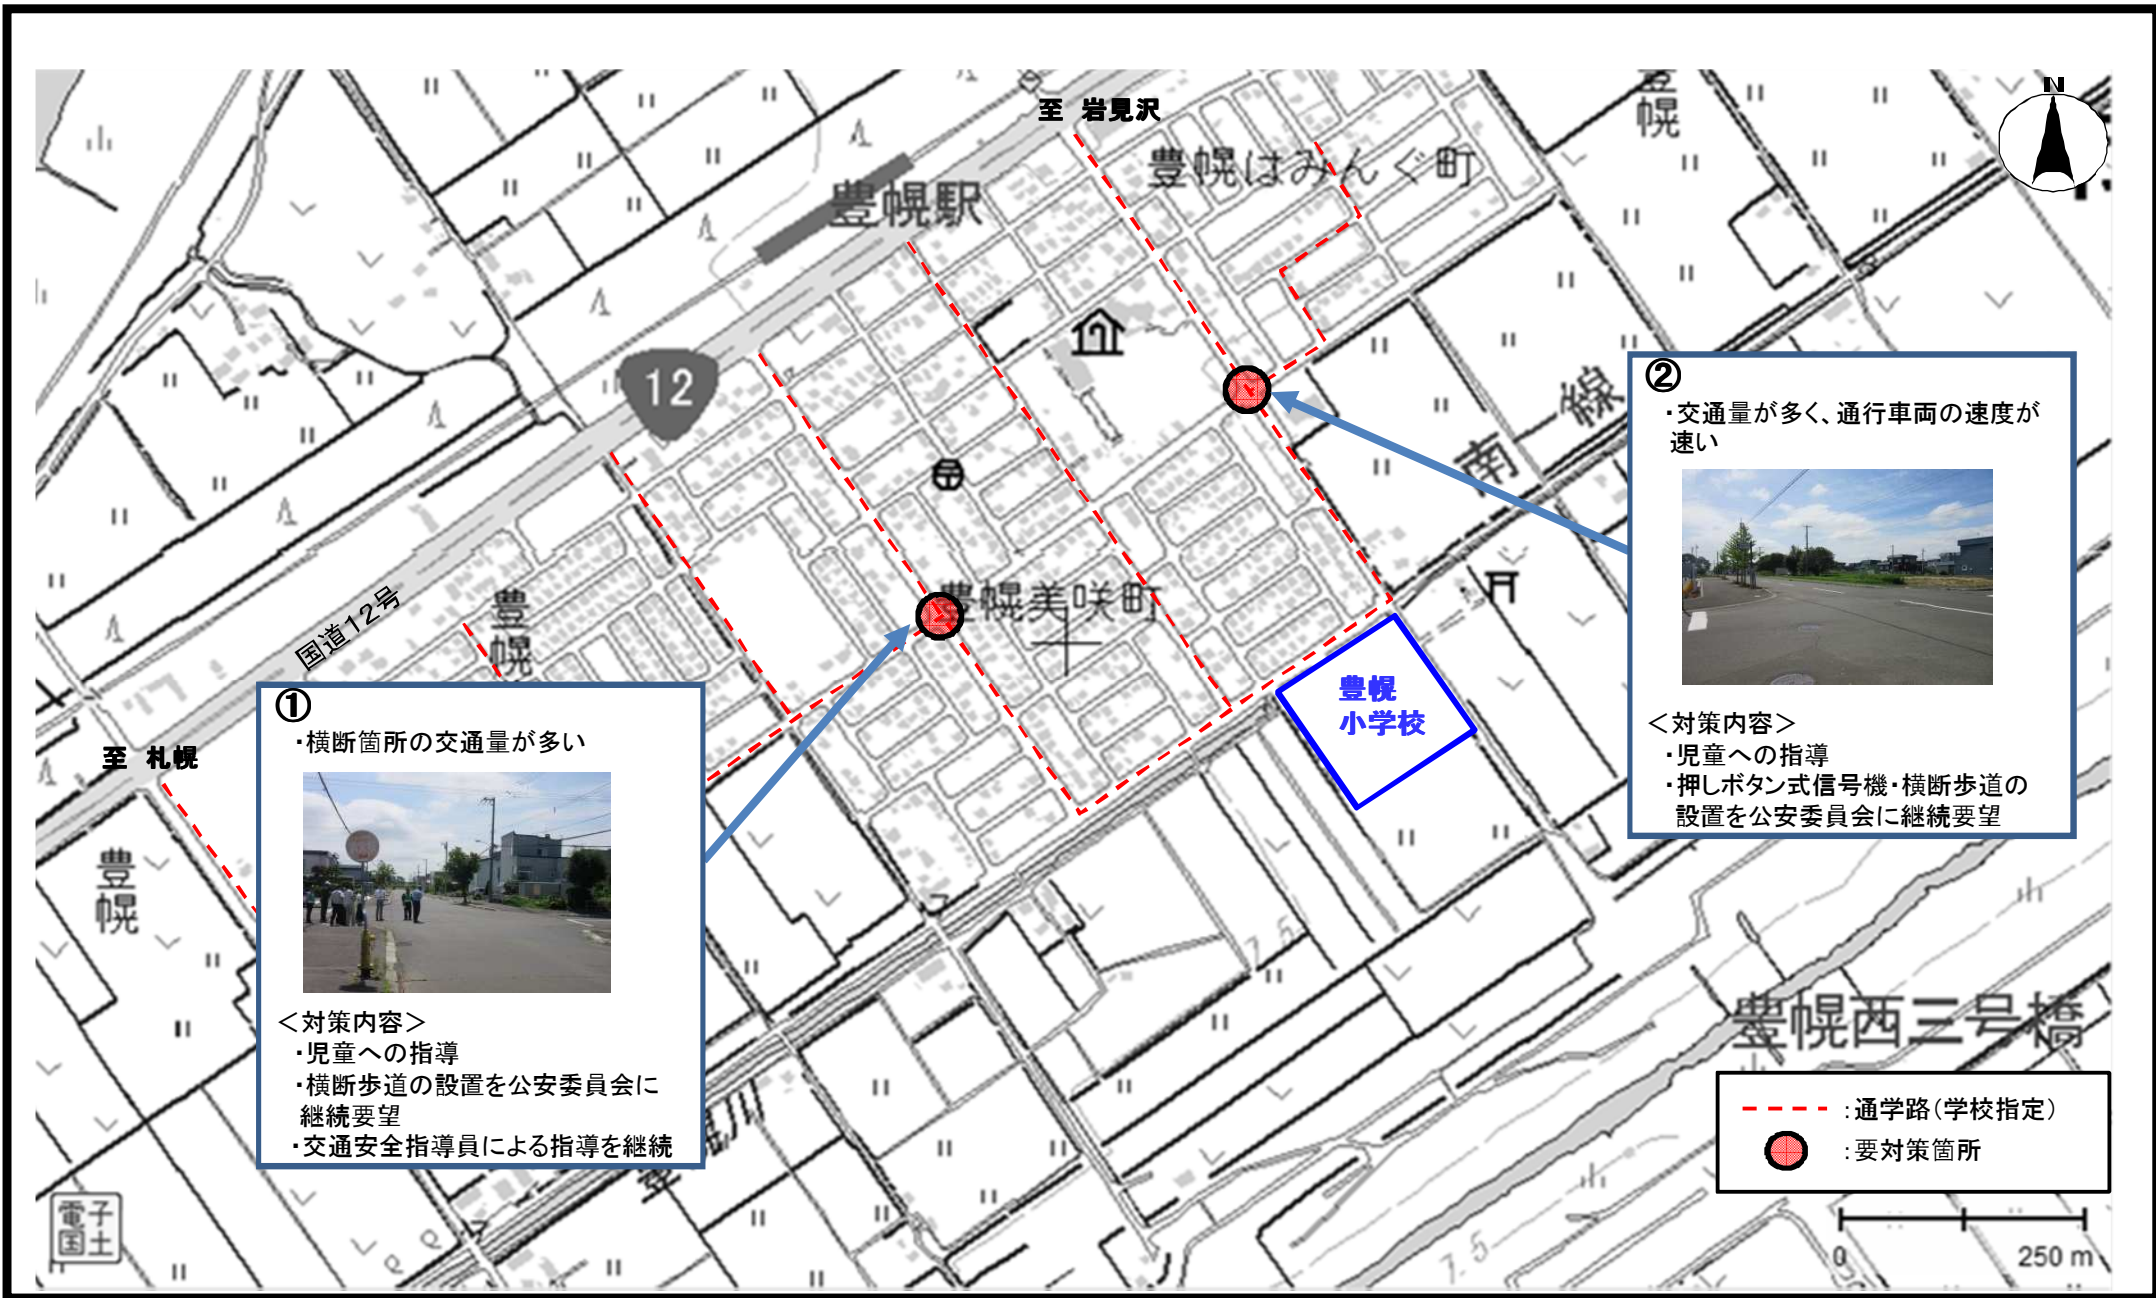 至 岩見沢
豊幌はみんぐ町
豊幌
N
豊幌駅
12
国道12号
豊幌
豊幌美咲町
南
線
至 札幌
豊幌
豊幌
小学校
①
・横断箇所の交通量が多い
＜対策内容＞
・児童への指導
・横断歩道の設置を公安委員会に
継続要望
・交通安全指導員による指導を継続
②
・交通量が多く、通行車両の速度が
速い
＜対策内容＞
・児童への指導
・押しボタン式信号機・横断歩道の
設置を公安委員会に継続要望
7.5
豊幌西三号橋
川
---- :通学路(学校指定)
:要対策箇所
7.5
0
250 m
電子
国土